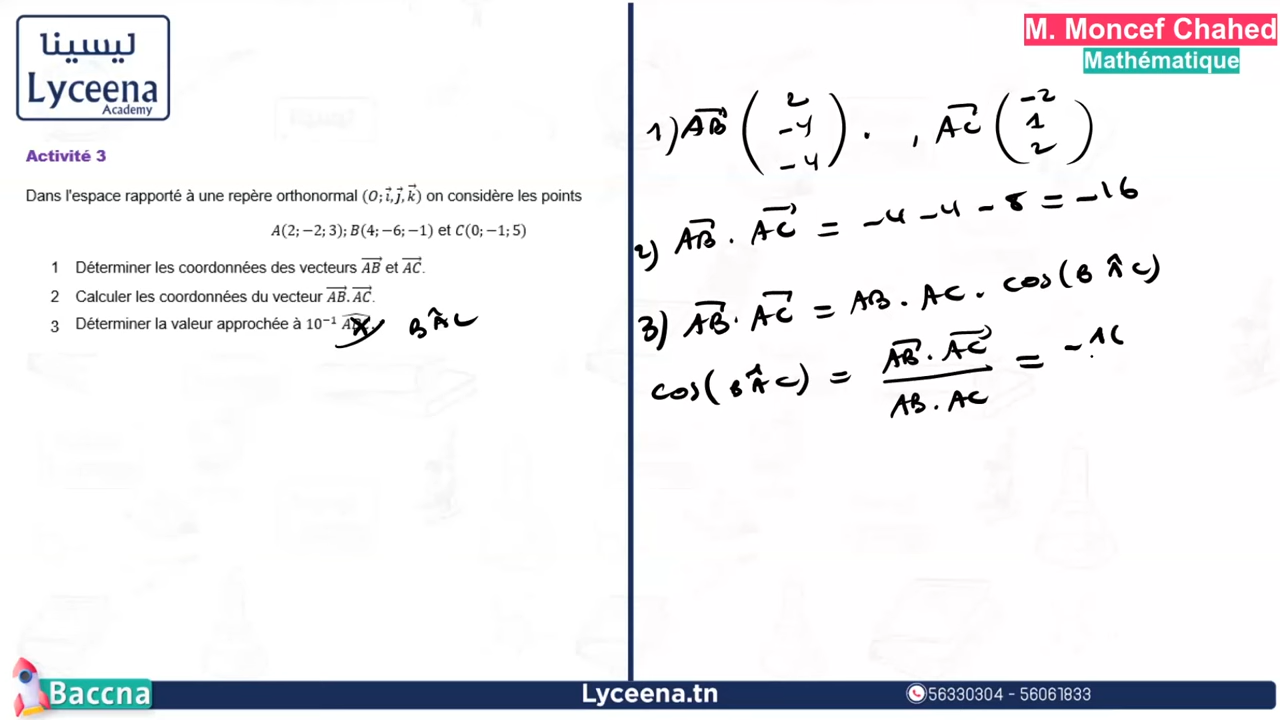 ليسينا
Lyceena
Academy
M. Moncef Chahed
Mathématique
Activité 3
Dans l'espace rapporté à une repère orthonormal (O; i⃗, j⃗, k⃗) on considère les points
A(2; −2; 3); B(4; −6; −1) et C(0; −1; 5)
1 Déterminer les coordonnées des vecteurs AB⃗ et AC⃗.
2 Calculer les coordonnées du vecteur AB⃗.AC⃗.
3 Déterminer la valeur approchée à 10⁻¹ BÂC
1) AB⃗ (2 −4 −4) . , AC⃗ (−2 1 2)
2) AB⃗ . AC⃗ = −4 −4 −8 = −16
3) AB⃗ . AC⃗ = AB . AC . cos(BÂC)
cos(BÂC) = AB⃗ . AC⃗ / AB . AC = −16
Baccna
Lyceena.tn
56330304 - 56061833